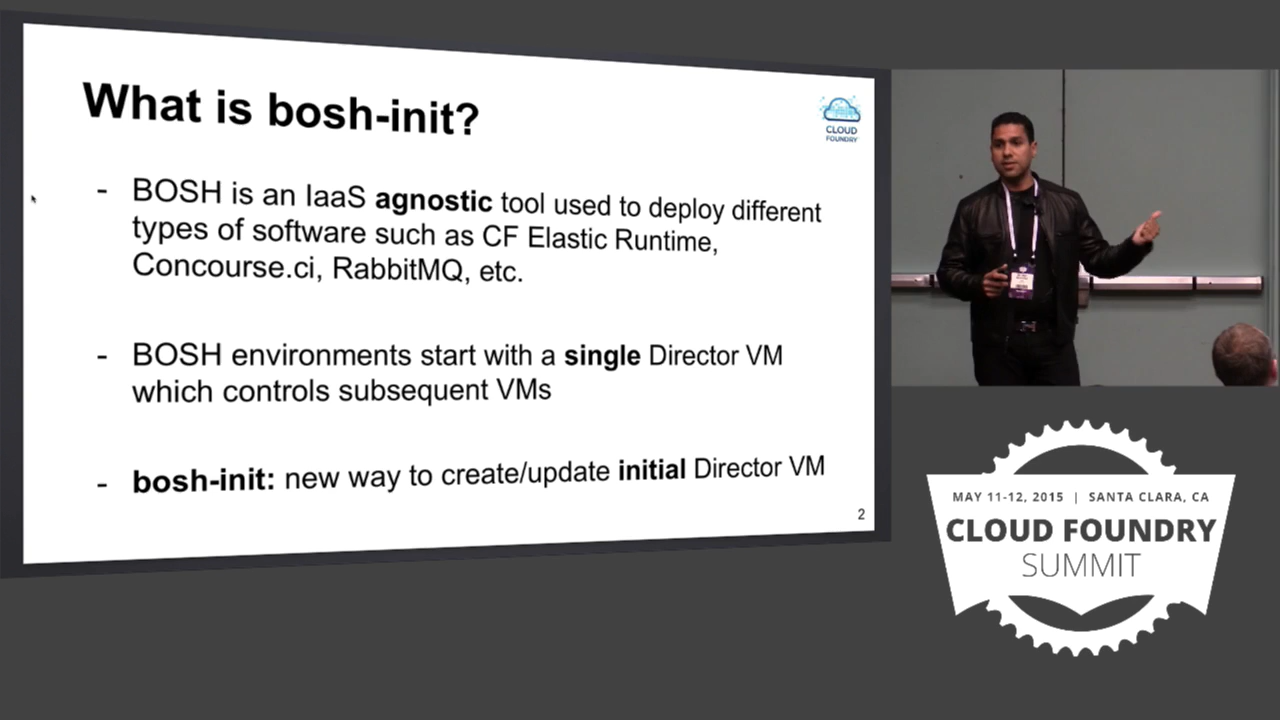 What is bosh-init?
CLOUD
FOUNDRY
- BOSH is an IaaS agnostic tool used to deploy different
types of software such as CF Elastic Runtime,
Concourse.ci, RabbitMQ, etc.
- BOSH environments start with a single Director VM
which controls subsequent VMs
- bosh-init: new way to create/update initial Director VM
2
MAY 11-12, 2015 | SANTA CLARA, CA
CLOUD FOUNDRY
SUMMIT